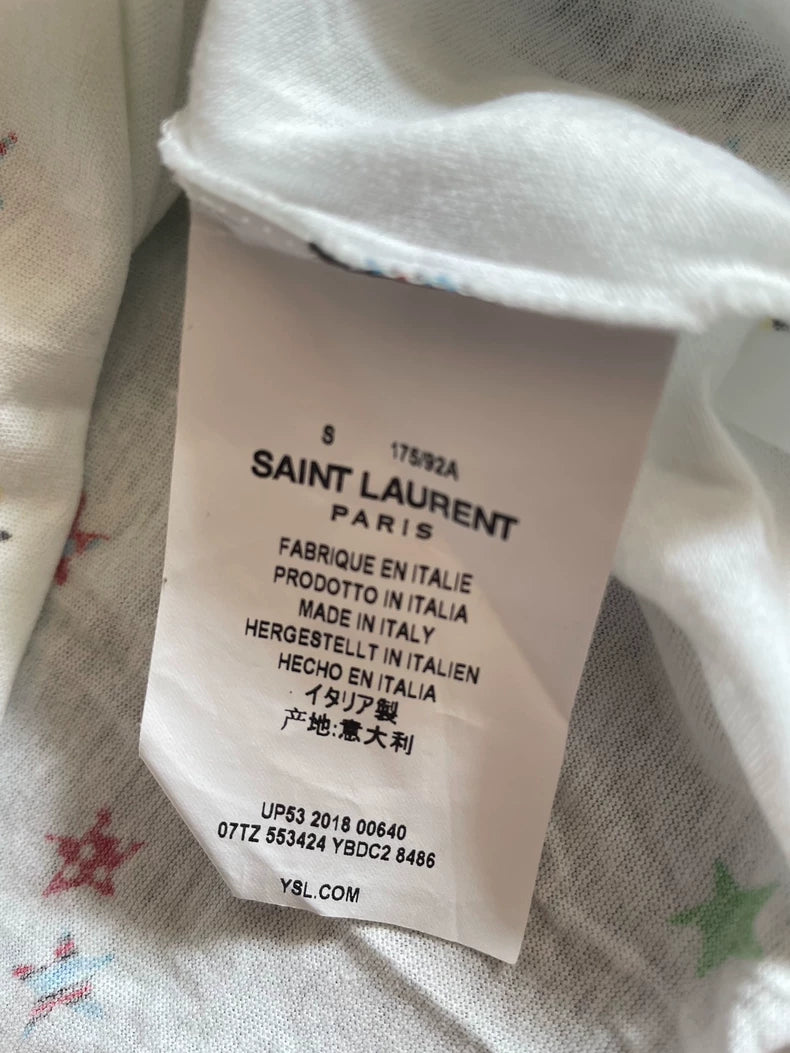 S 175/92A
SAINT LAURENT
PARIS
FABRIQUE EN ITALIE
PRODOTTO IN ITALIA
MADE IN ITALY
HERGESTELLT IN ITALIEN
HECHO EN ITALIA
イタリア製
产地:意大利
UP53 2018 00640
07TZ 553424 YBDC2 8486
YSL.COM